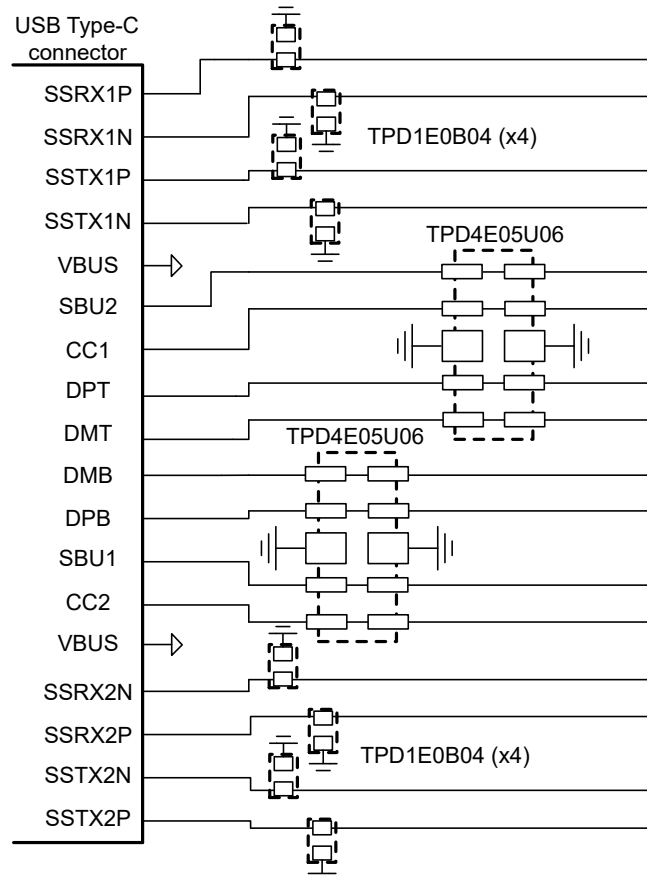 USB Type-C
connector
SSRX1P
SSRX1N
TPD1E0B04 (x4)
SSTX1P
SSTX1N
TPD4E05U06
VBUS
SBU2
CC1
DPT
DMT
TPD4E05U06
DMB
DPB
SBU1
CC2
VBUS
SSRX2N
SSRX2P
TPD1E0B04 (x4)
SSTX2N
SSTX2P